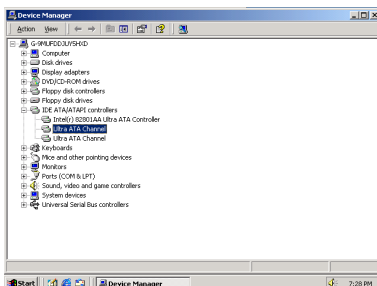 Device Manager
Action View
G-9MUFDD3UY5HXD
Computer
Disk drives
Display adapters
DVD/CD-ROM drives
Floppy disk controllers
Floppy disk drives
IDE ATA/ATAPI controllers
Intel(r) 82801AA Ultra ATA Controller
Ultra ATA Channel
Ultra ATA Channel
Keyboards
Mice and other pointing devices
Monitors
Ports (COM & LPT)
Sound, video and game controllers
System devices
Universal Serial Bus controllers
Start Device Manager 7:28 PM